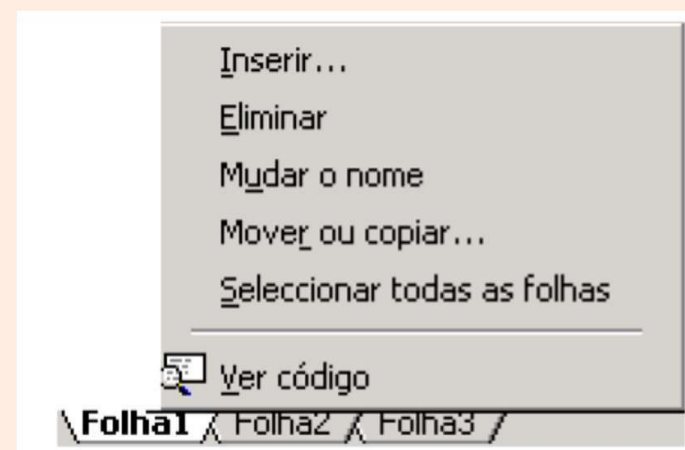 Inserir...
Eliminar
Mudar o nome
Mover ou copiar...
Seleccionar todas as folhas
Ver código
Folha1 Folha2 Folha3